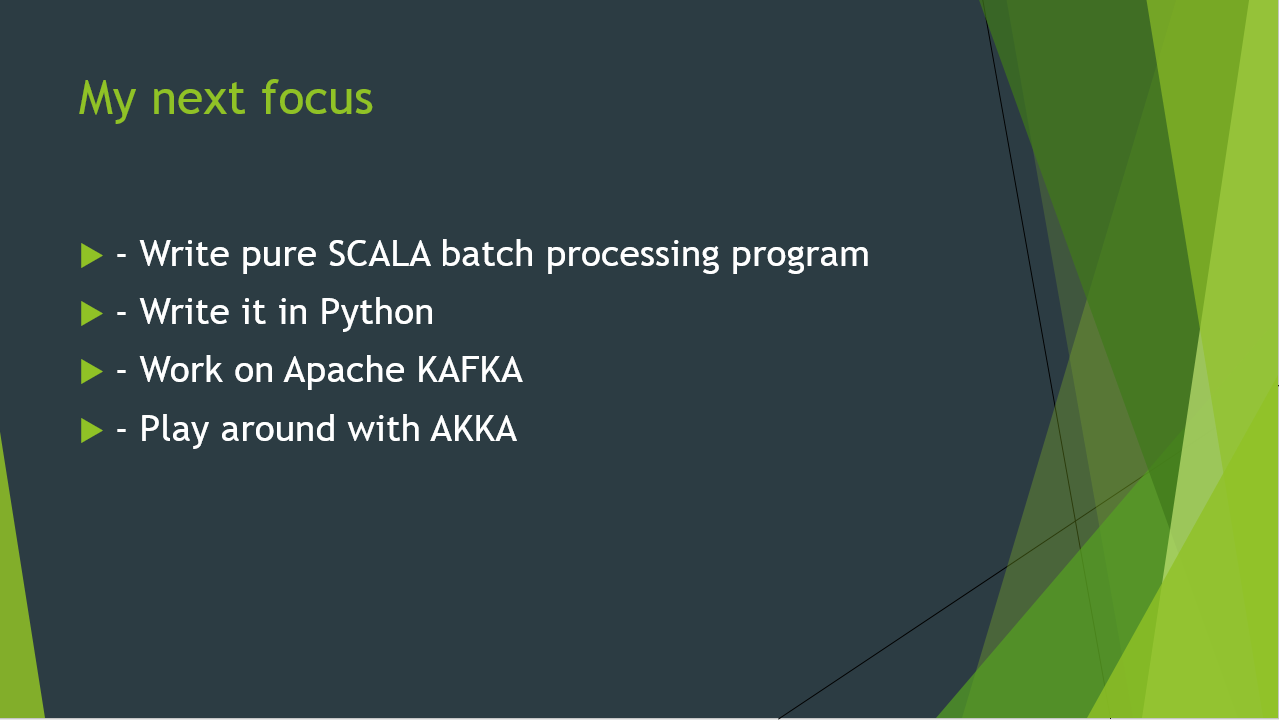 My next focus
- Write pure SCALA batch processing program
- Write it in Python
- Work on Apache KAFKA
- Play around with AKKA